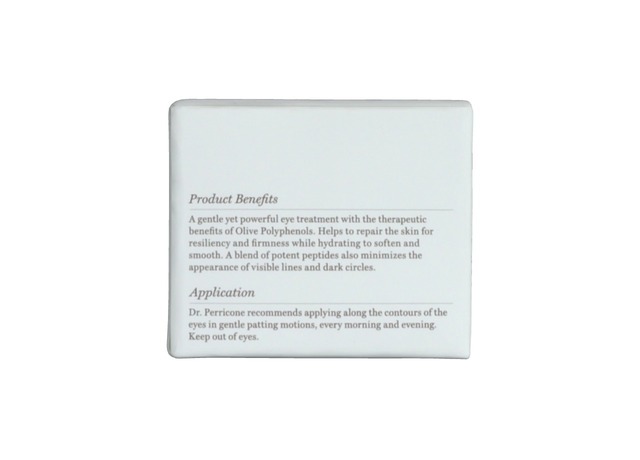 Product Benefits
A gentle yet powerful eye treatment with the therapeutic
benefits of Olive Polyphenols. Helps to repair the skin for
resiliency and firmness while hydrating to soften and
smooth. A blend of potent peptides also minimizes the
appearance of visible lines and dark circles.
Application
Dr. Perricone recommends applying along the contours of the
eyes in gentle patting motions, every morning and evening.
Keep out of eyes.